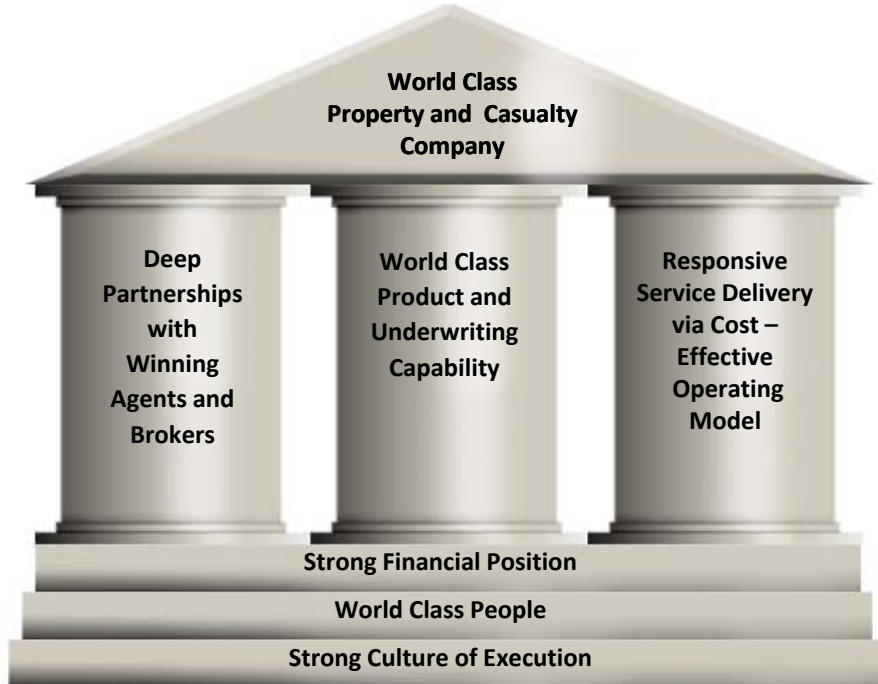 World Class
Property and Casualty
Company
Deep
Partnerships
with
Winning
Agents and
Brokers
World Class
Product and
Underwriting
Capability
Responsive
Service Delivery
via Cost –
Effective
Operating
Model
Strong Financial Position
World Class People
Strong Culture of Execution